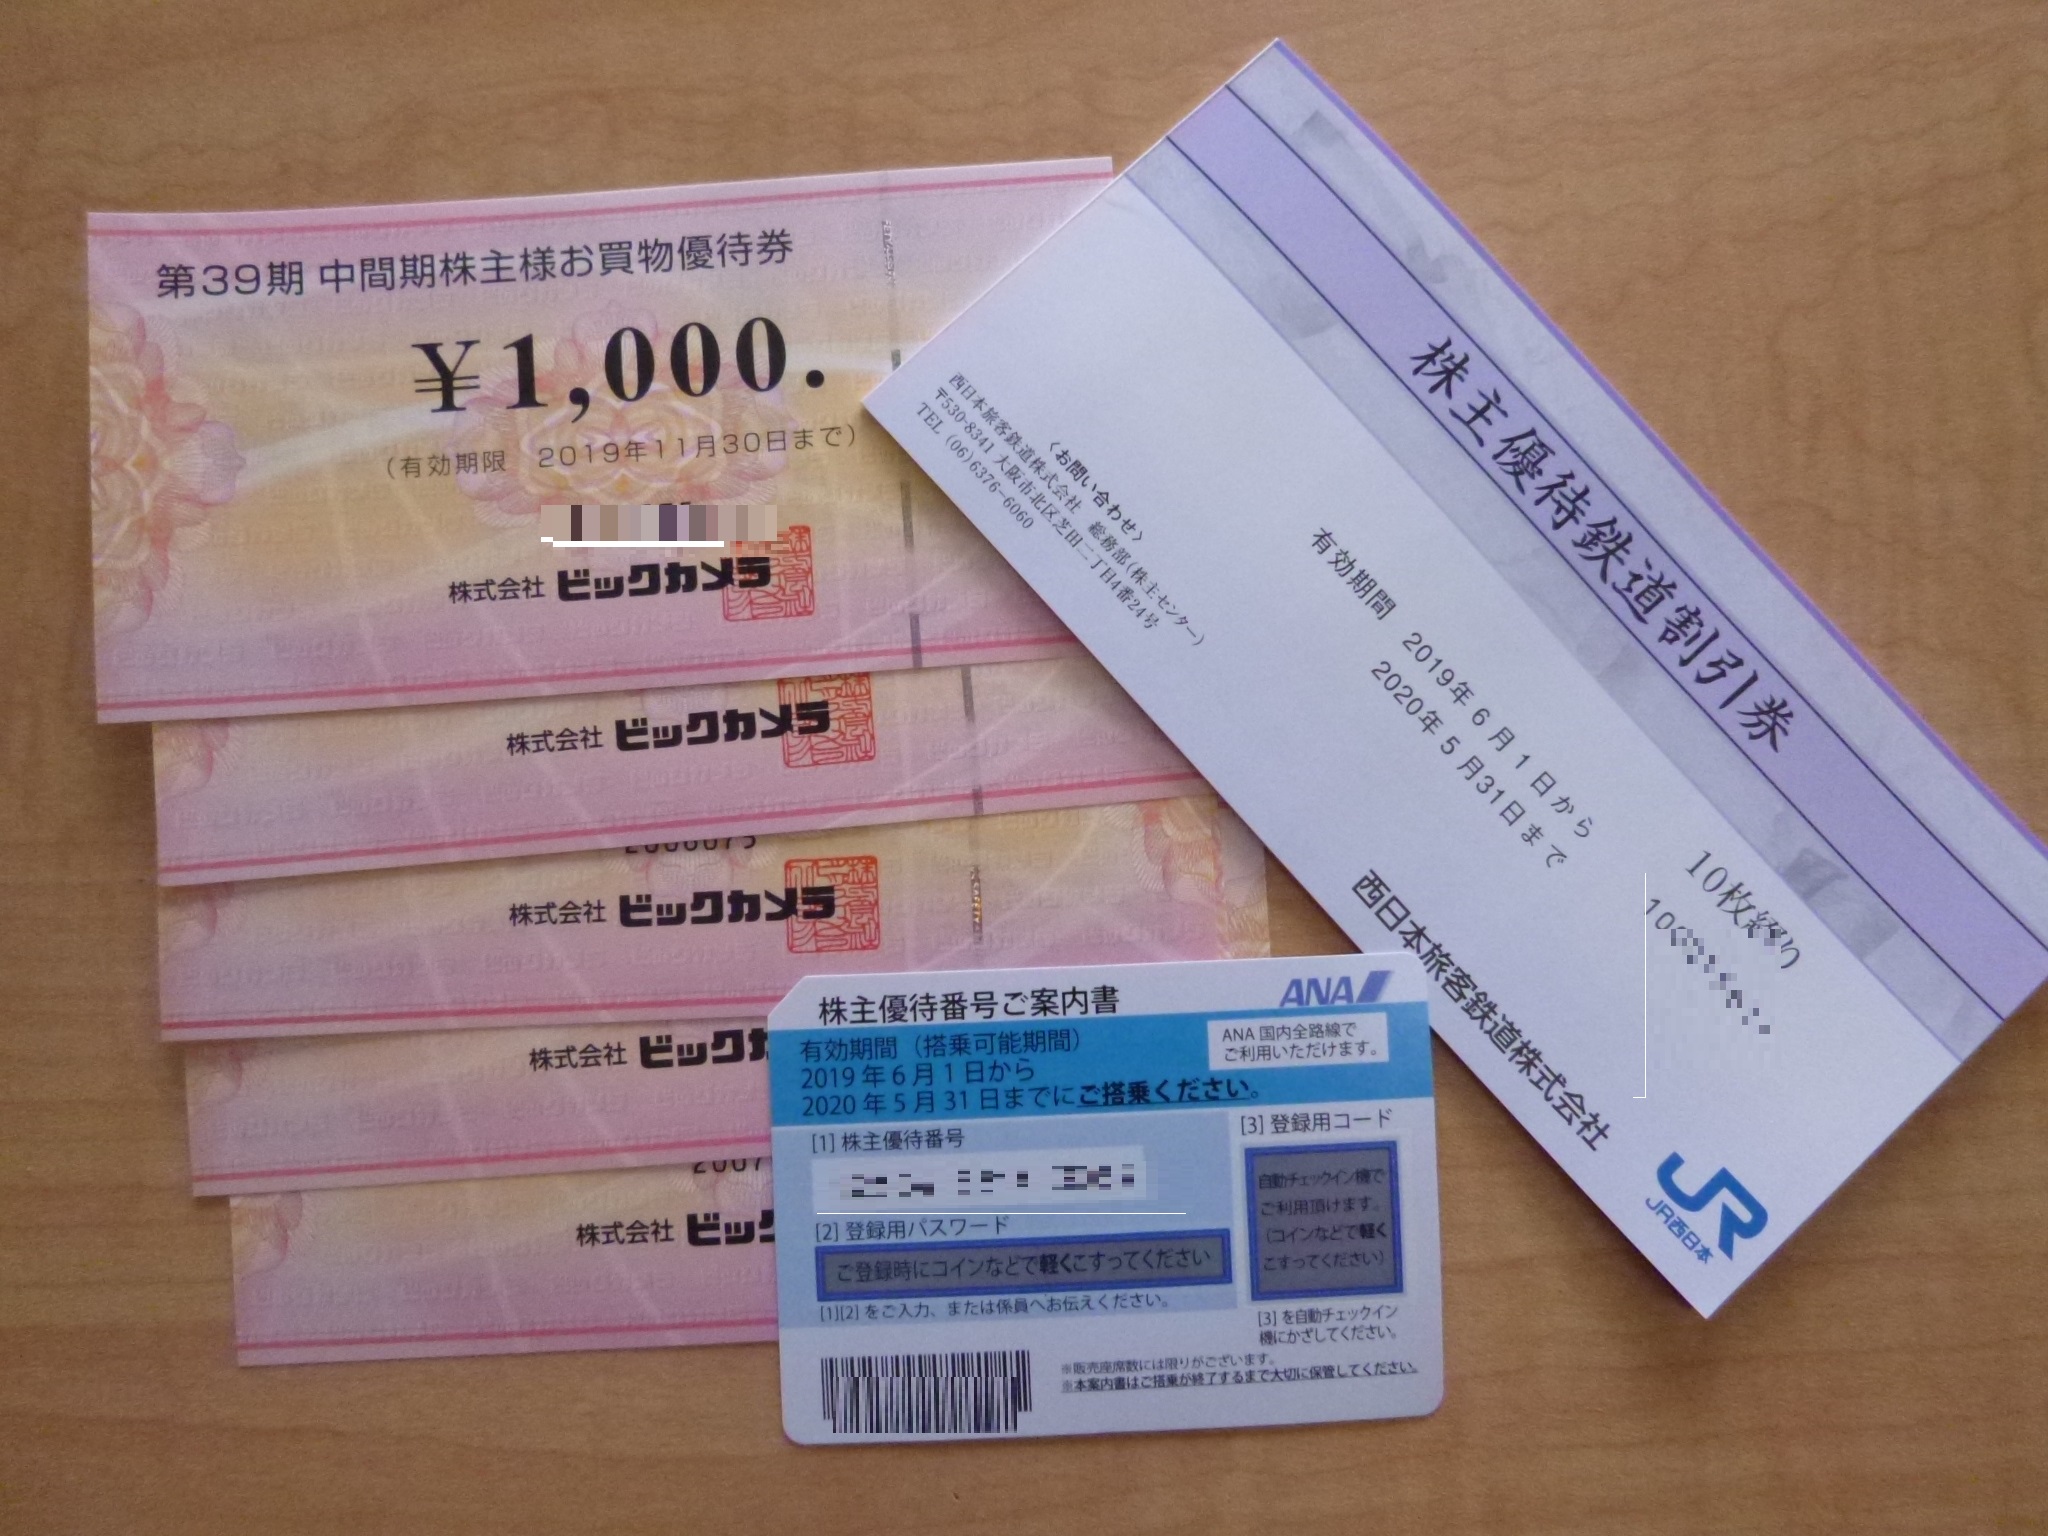 第39期 中間期株主様お買物優待券
¥1,000.
(有効期限 2019年11月30日まで)
株式会社 ビックカメラ
株式会社 ビックカメラ
株式会社 ビックカメラ
株式会社 ビックカ
株式会社 ビック
株主優待鉄道割引券
有効期間 2019年6月1日から
2020年5月31日まで
10枚綴り
〈お問い合わせ〉
西日本旅客鉄道株式会社 総務部(株主センター)
〒530-8341 大阪市北区芝田二丁目4番24号
TEL (06)6376-6060
西日本旅客鉄道株式会社
JR
JR西日本
株主優待番号ご案内書
ANA
有効期間(搭乗可能期間)
2019年6月1日から
2020年5月31日までにご搭乗ください。
ANA 国内全路線で
ご利用いただけます。
[1] 株主優待番号
[2] 登録用パスワード
ご登録時にコインなどで軽くこすってください
[1][2] をご入力、または係員へお伝えください。
[3] 登録用コード
自動チェックイン機で
ご利用頂けます。
(コインなどで軽く
こすってください)
[3] を自動チェックイン
機にかざしてください。
※販売座席数には限りがございます。
※本案内書はご搭乗が終了するまで大切に保管してください。